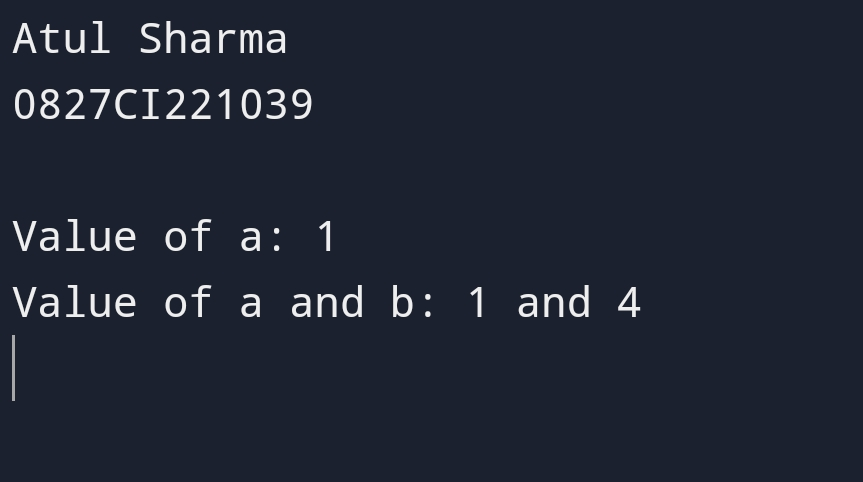 Atul Sharma
0827CI221039
Value of a: 1
Value of a and b: 1 and 4